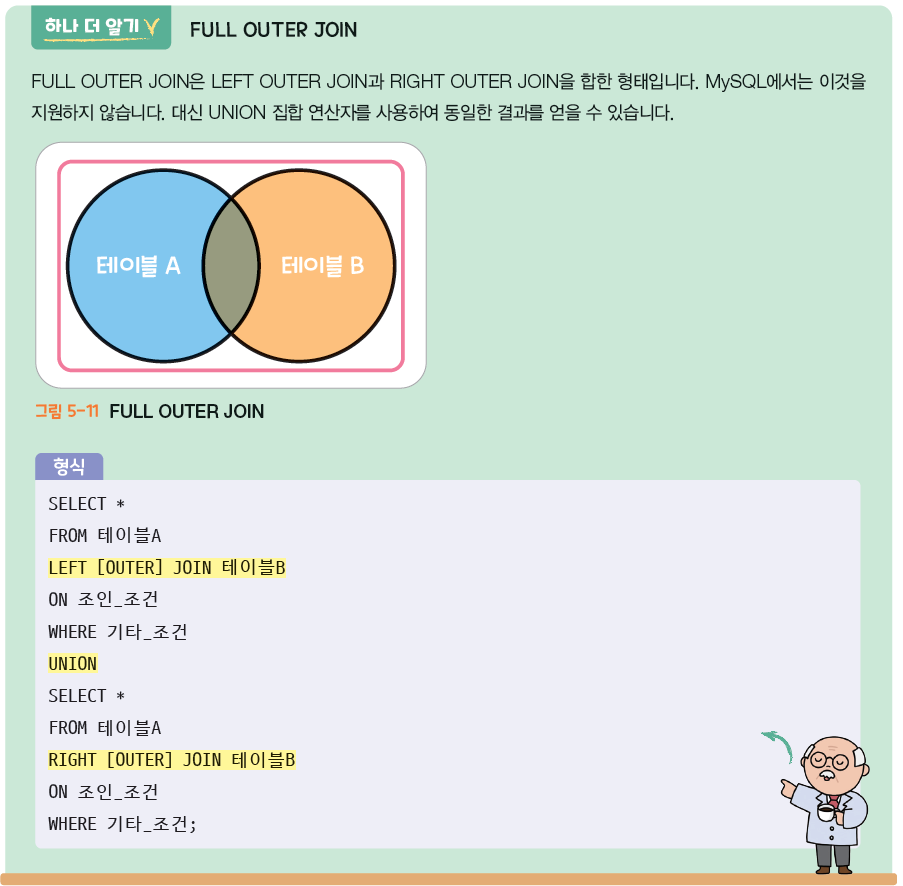 하나 더 알기
FULL OUTER JOIN
FULL OUTER JOIN은 LEFT OUTER JOIN과 RIGHT OUTER JOIN을 합한 형태입니다. MySQL에서는 이것을
지원하지 않습니다. 대신 UNION 집합 연산자를 사용하여 동일한 결과를 얻을 수 있습니다.
테이블 A
테이블 B
그림 5-11 FULL OUTER JOIN
형식
SELECT *
FROM 테이블A
LEFT [OUTER] JOIN 테이블B
ON 조인_조건
WHERE 기타_조건
UNION
SELECT *
FROM 테이블A
RIGHT [OUTER] JOIN 테이블B
ON 조인_조건
WHERE 기타_조건;